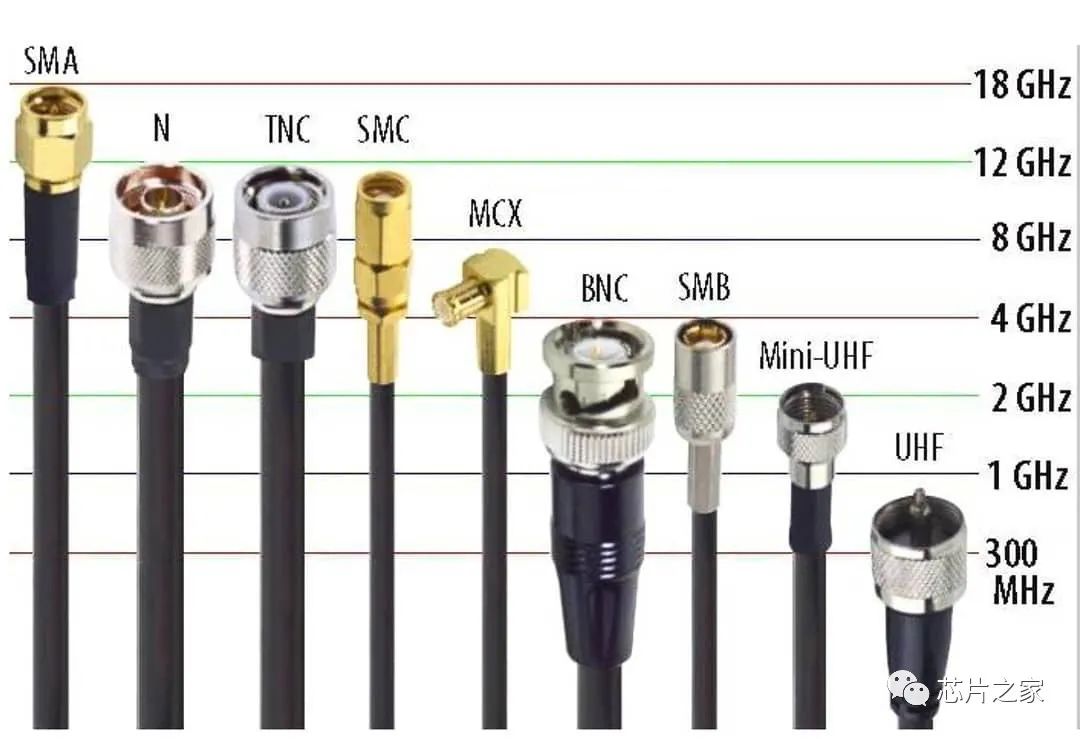 SMA
18 GHz
N
TNC
SMC
12 GHz
MCX
8 GHz
BNC
SMB
4 GHz
Mini-UHF
2 GHz
UHF
1 GHz
300
MHz
芯片之家